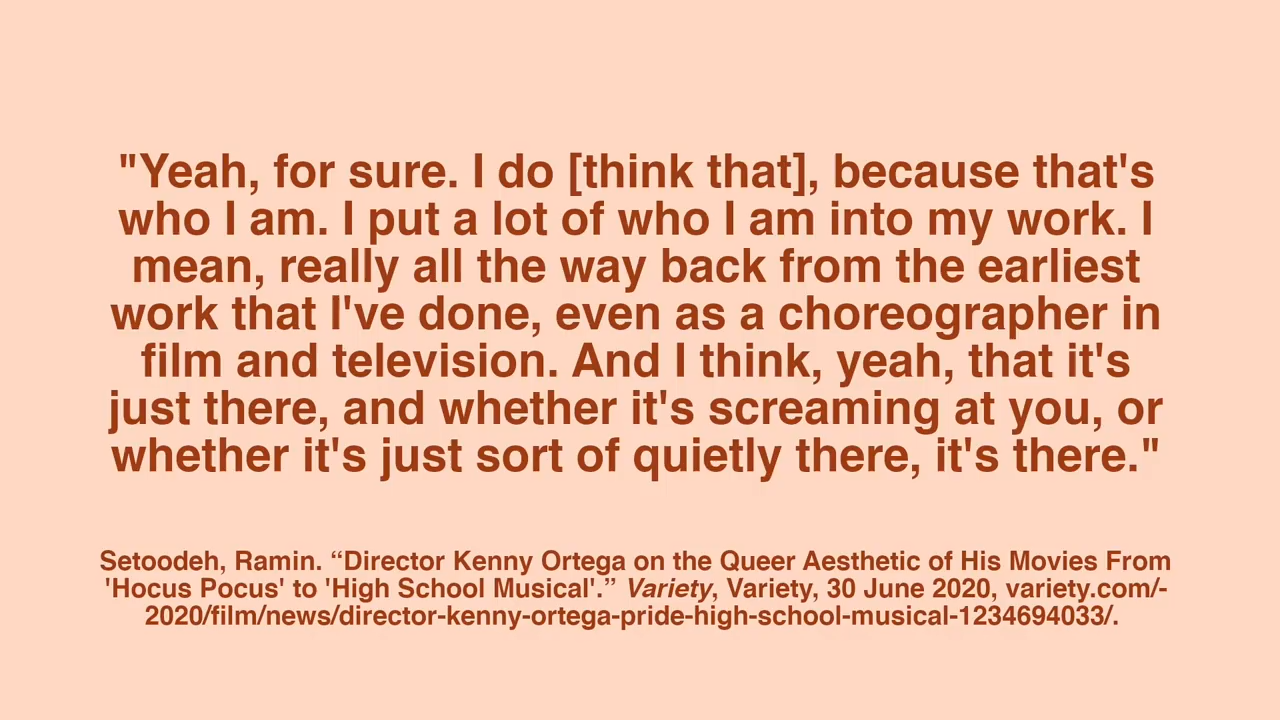 "Yeah, for sure. I do [think that], because that's
who I am. I put a lot of who I am into my work. I
mean, really all the way back from the earliest
work that I've done, even as a choreographer in
film and television. And I think, yeah, that it's
just there, and whether it's screaming at you, or
whether it's just sort of quietly there, it's there."
Setoodeh, Ramin. “Director Kenny Ortega on the Queer Aesthetic of His Movies From
'Hocus Pocus' to 'High School Musical'.” Variety, Variety, 30 June 2020, variety.com/-
2020/film/news/director-kenny-ortega-pride-high-school-musical-1234694033/.